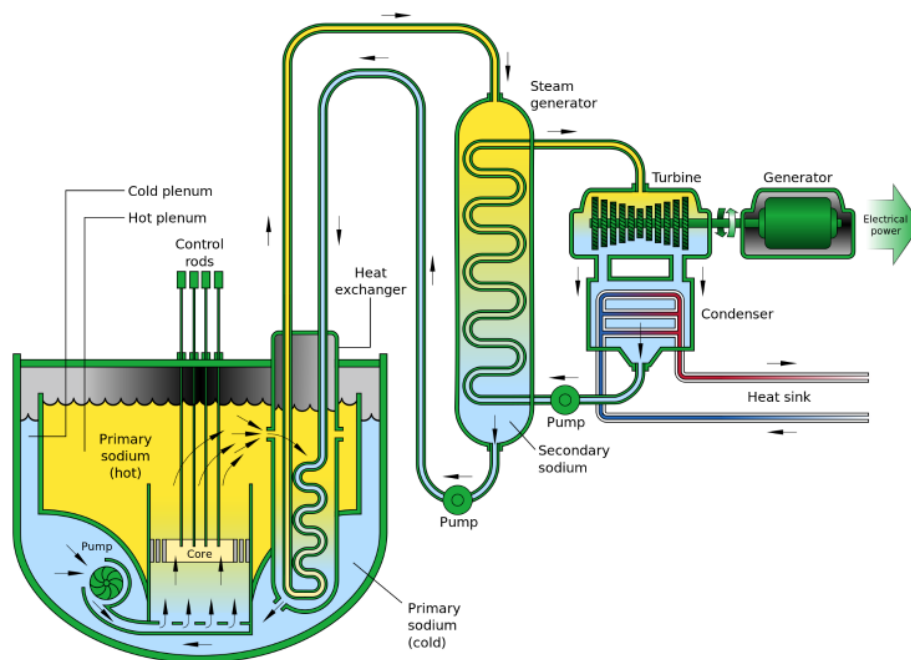 Steam
generator
Turbine
Generator
Electrical
power
Cold plenum
Hot plenum
Control
rods
Heat
exchanger
Condenser
Heat sink
Pump
Primary
sodium
(hot)
Secondary
sodium
Pump
Pump
Core
Primary
sodium
(cold)